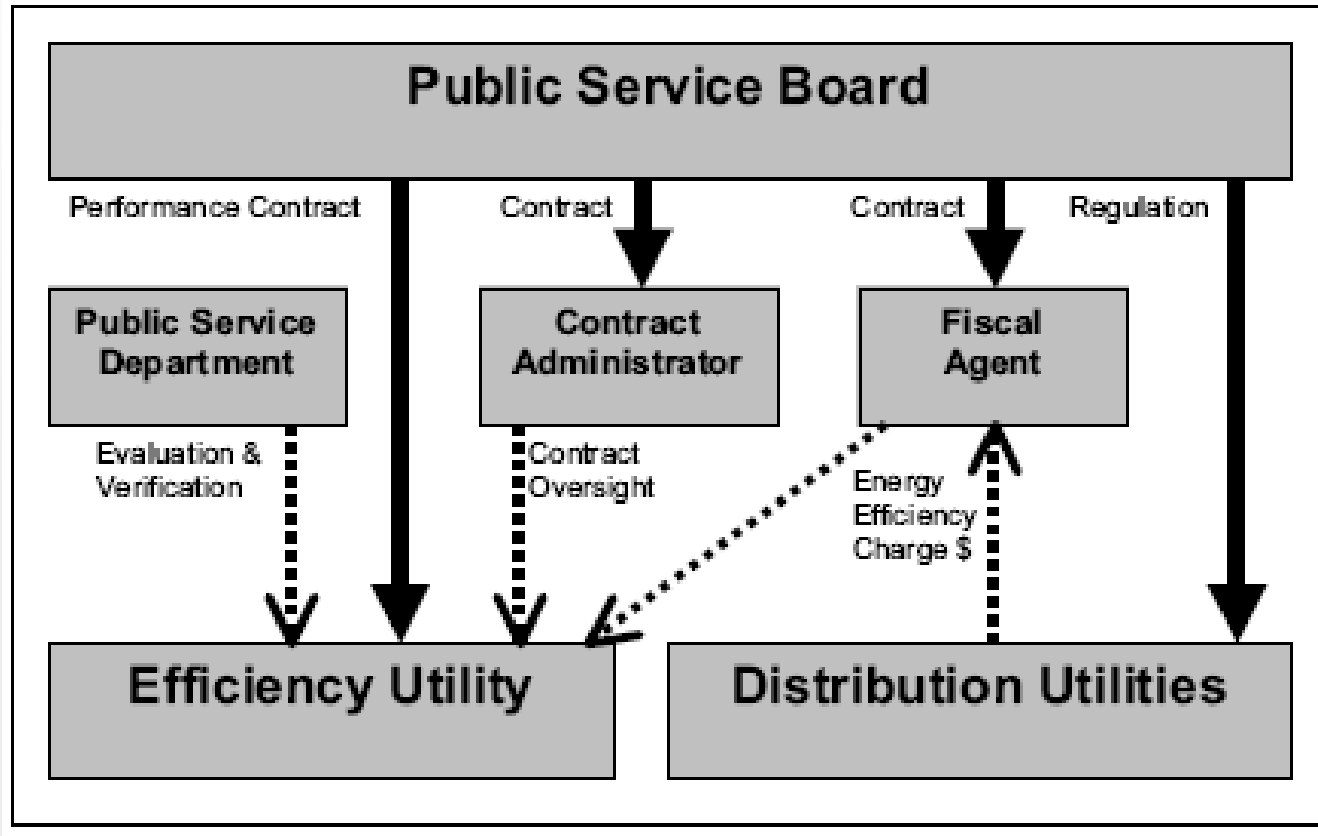 Public Service Board
Performance Contract
Contract
Contract
Regulation
Public Service
Department
Contract
Administrator
Fiscal
Agent
Evaluation &
Verification
Contract
Oversight
Energy
Efficiency
Charge $
Efficiency Utility
Distribution Utilities